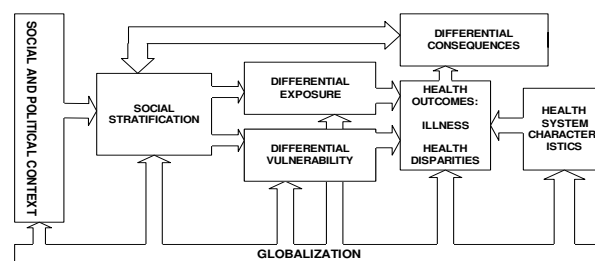 SOCIAL AND POLITICAL CONTEXT
SOCIAL
STRATIFICATION
DIFFERENTIAL
EXPOSURE
DIFFERENTIAL
VULNERABILITY
DIFFERENTIAL
CONSEQUENCES
HEALTH
OUTCOMES:
ILLNESS
HEALTH
DISPARITIES
HEALTH
SYSTEM
CHARACTER
ISTICS
GLOBALIZATION